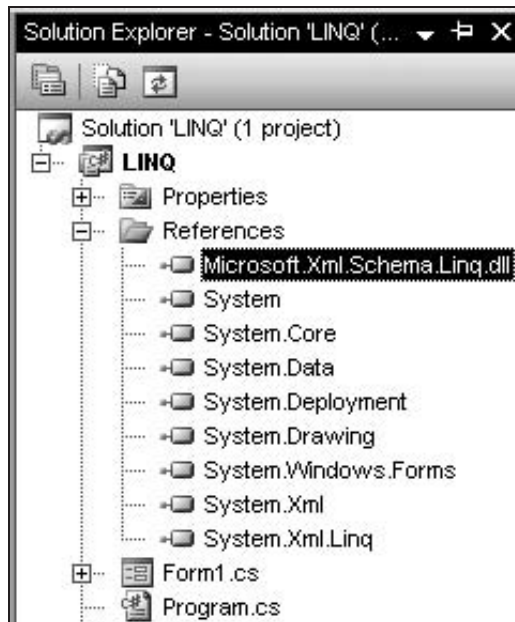 Solution Explorer - Solution 'LINQ' (...
Solution 'LINQ' (1 project)
C# LINQ
Properties
References
Microsoft.Xml.Schema.Linq.dll
System
System.Core
System.Data
System.Deployment
System.Drawing
System.Windows.Forms
System.Xml
System.Xml.Linq
Form1.cs
Program.cs